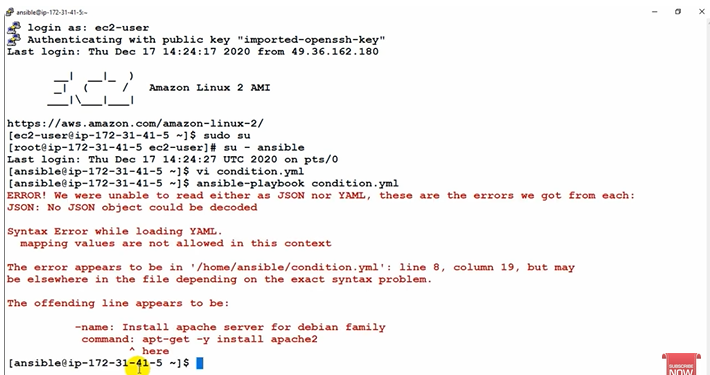 ansible@ip-172-31-41-5:~
login as: ec2-user
Authenticating with public key "imported-openssh-key"
Last login: Thu Dec 17 14:24:17 2020 from 49.36.162.180
__|  __|_  )
_|  (     /   Amazon Linux 2 AMI
___|\___|___|
https://aws.amazon.com/amazon-linux-2/
[ec2-user@ip-172-31-41-5 ~]$ sudo su
[root@ip-172-31-41-5 ec2-user]# su - ansible
Last login: Thu Dec 17 14:24:27 UTC 2020 on pts/0
[ansible@ip-172-31-41-5 ~]$ vi condition.yml
[ansible@ip-172-31-41-5 ~]$ ansible-playbook condition.yml
ERROR! We were unable to read either as JSON nor YAML, these are the errors we got from each:
JSON: No JSON object could be decoded
Syntax Error while loading YAML.
mapping values are not allowed in this context
The error appears to be in '/home/ansible/condition.yml': line 8, column 19, but may
be elsewhere in the file depending on the exact syntax problem.
The offending line appears to be:
-name: Install apache server for debian family
command: apt-get -y install apache2
^ here
[ansible@ip-172-31-41-5 ~]$
SUBSCRIBE
NOW